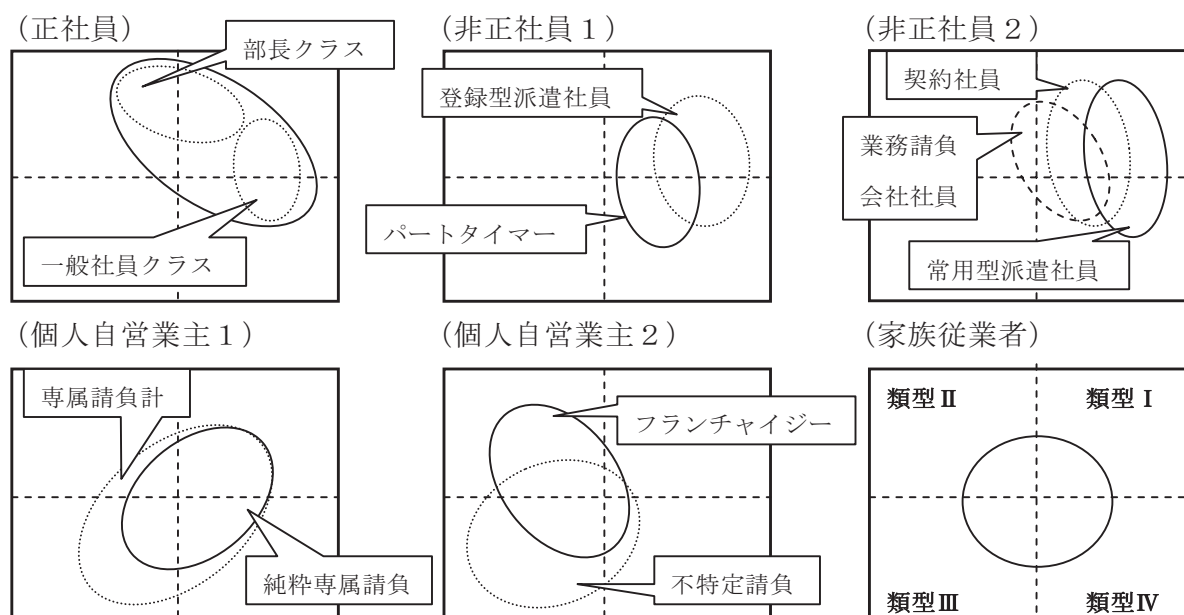 (正社員)
部長クラス
一般社員クラス
(非正社員1)
登録型派遣社員
パートタイマー
(非正社員2)
契約社員
業務請負
会社社員
常用型派遣社員
(個人自営業主1)
専属請負計
純粋専属請負
(個人自営業主2)
フランチャイジー
不特定請負
(家族従業者)
類型Ⅱ
類型Ⅰ
類型Ⅲ
類型Ⅳ